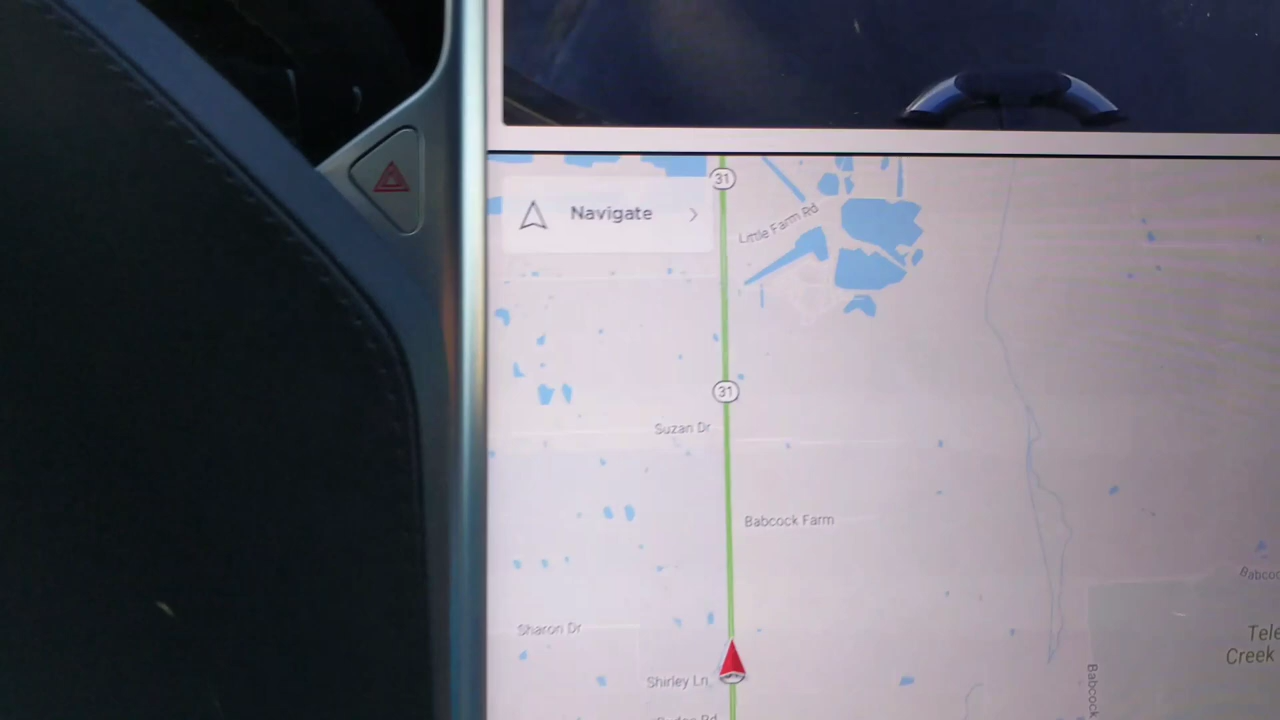 31
Navigate
Little Farm Rd
31
Suzan Dr
Babcock Farm
Sharon Dr
Tele
Creek
Shirley Ln
Babcock